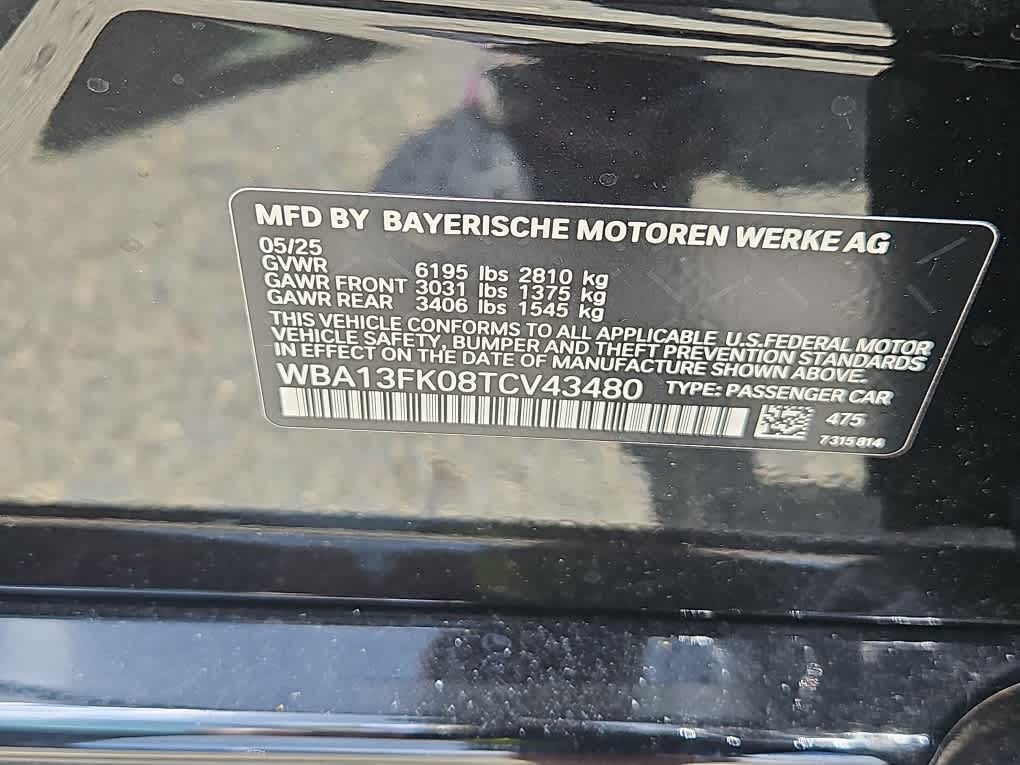 MFD BY BAYERISCHE MOTOREN WERKE AG
05/25
GVWR 6195 lbs 2810 kg
GAWR FRONT 3031 lbs 1375 kg
GAWR REAR 3406 lbs 1545 kg
THIS VEHICLE CONFORMS TO ALL APPLICABLE U.S.FEDERAL MOTOR
VEHICLE SAFETY, BUMPER AND THEFT PREVENTION STANDARDS
IN EFFECT ON THE DATE OF MANUFACTURE SHOWN ABOVE.
WBA13FK08TCV43480 TYPE: PASSENGER CAR
475
7 315 814